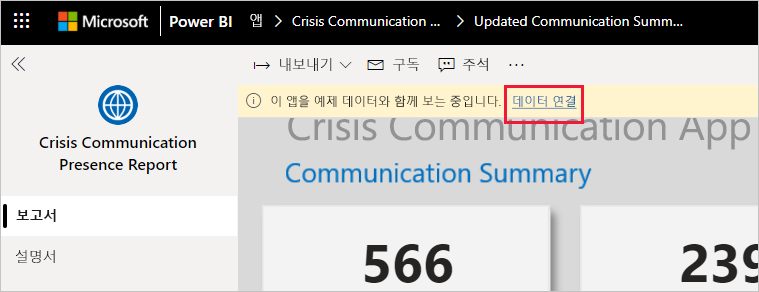 Microsoft Power BI 앱 > Crisis Communication ... > Updated Communication Summ...
내보내기 구독 주석 ...
이 앱을 예제 데이터와 함께 보는 중입니다. 데이터 연결
Crisis Communication
Presence Report
보고서
설명서
Crisis Communication App
Communication Summary
566
239